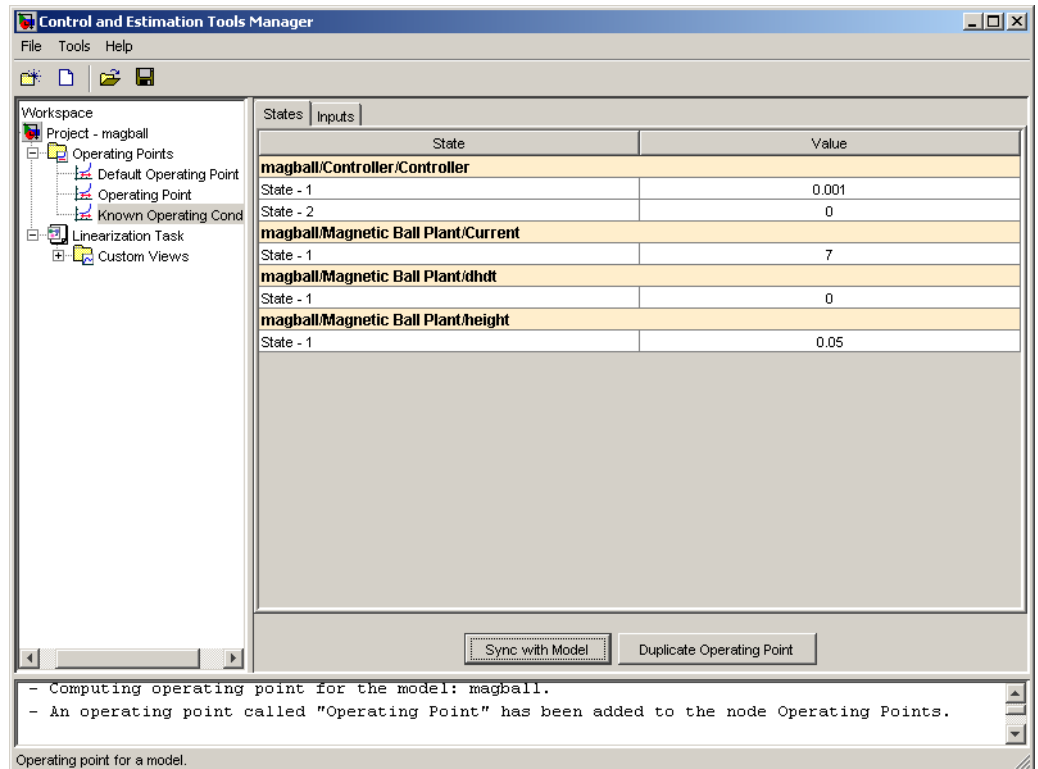 Control and Estimation Tools Manager
File Tools Help
Workspace
Project - magball
Operating Points
Default Operating Point
Operating Point
Known Operating Cond
Linearization Task
Custom Views
States Inputs
State Value
magball/Controller/Controller
State - 1 0.001
State - 2 0
magball/Magnetic Ball Plant/Current
State - 1 7
magball/Magnetic Ball Plant/dhdt
State - 1 0
magball/Magnetic Ball Plant/height
State - 1 0.05
Sync with Model Duplicate Operating Point
- Computing operating point for the model: magball.
- An operating point called "Operating Point" has been added to the node Operating Points.
Operating point for a model.